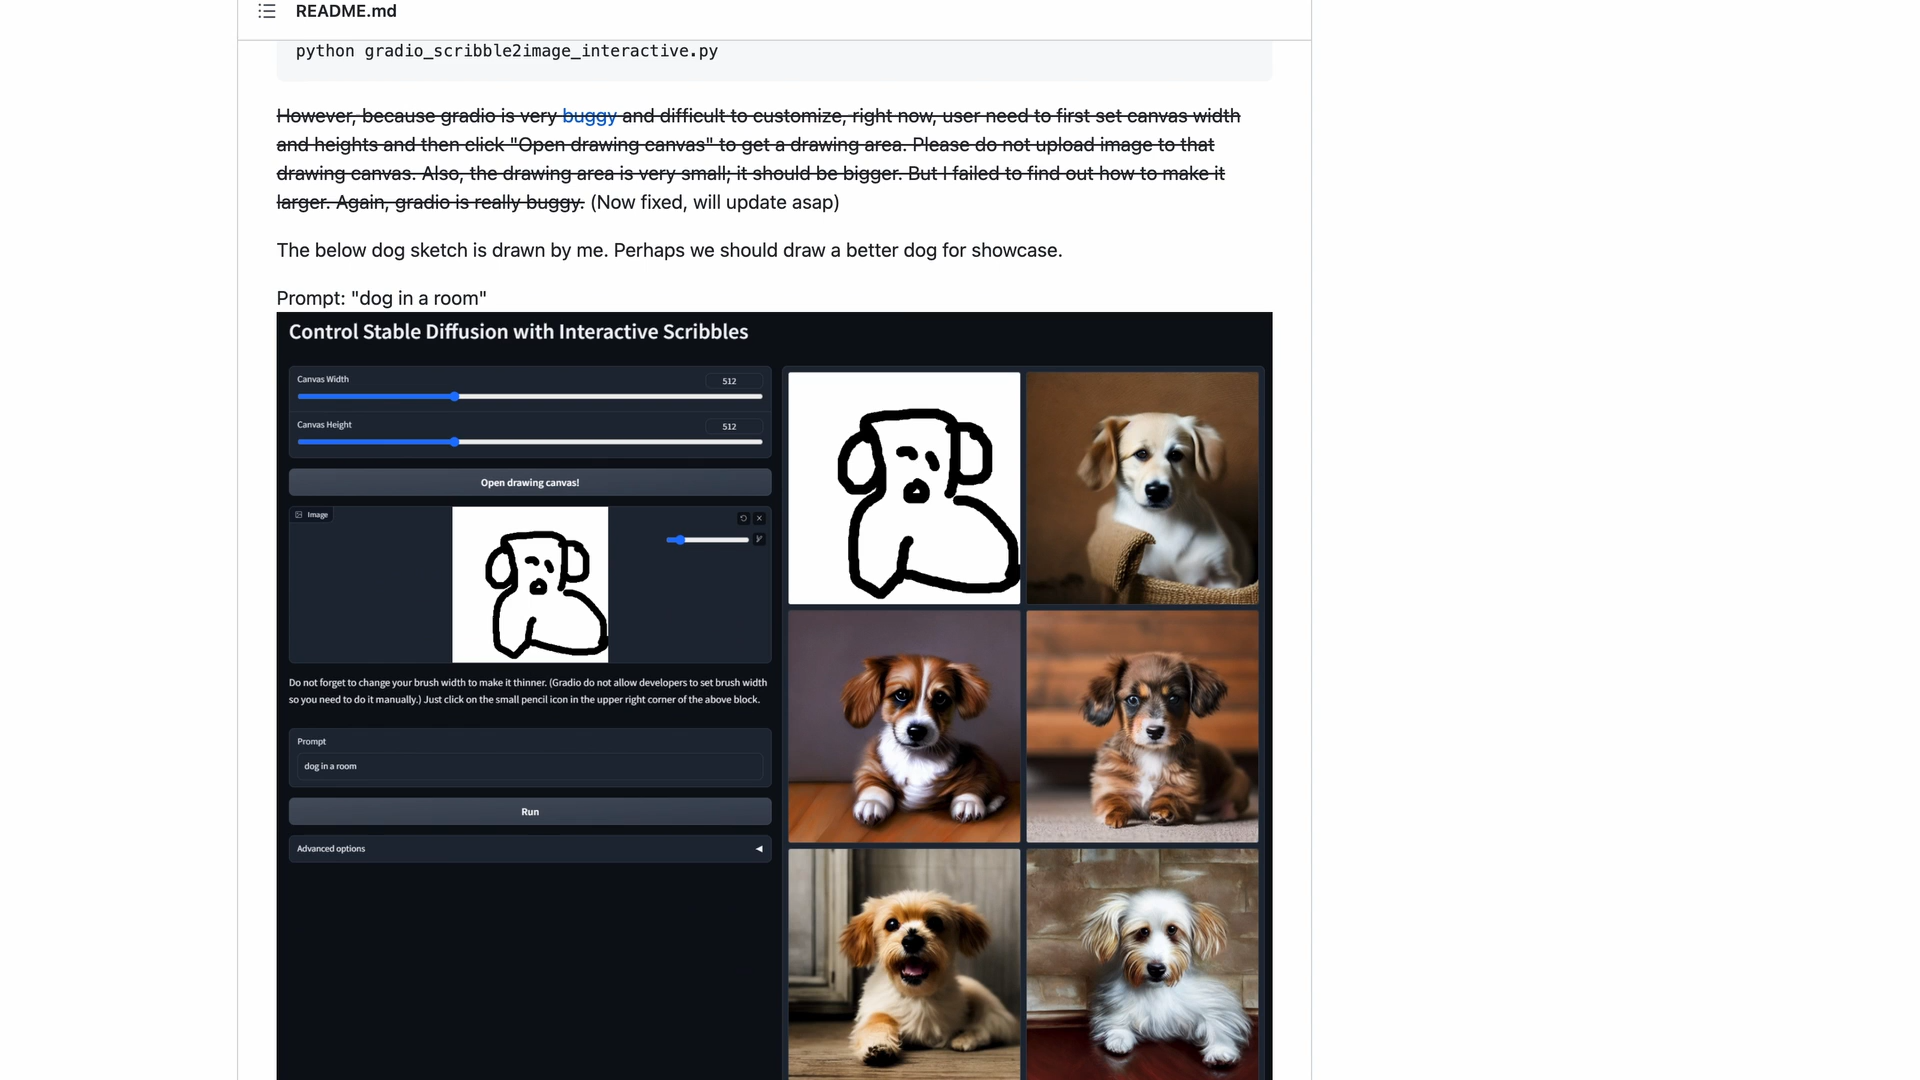 README.md
python gradio_scribble2image_interactive.py
However, because gradio is very buggy and difficult to customize, right now, user need to first set canvas width
and heights and then click "Open drawing canvas" to get a drawing area. Please do not upload image to that
drawing canvas. Also, the drawing area is very small; it should be bigger. But I failed to find out how to make it
larger. Again, gradio is really buggy. (Now fixed, will update asap)
The below dog sketch is drawn by me. Perhaps we should draw a better dog for showcase.
Prompt: "dog in a room"
Control Stable Diffusion with Interactive Scribbles
Canvas Width
512
Canvas Height
512
Open drawing canvas!
Image
Do not forget to change your brush width to make it thinner. (Gradio do not allow developers to set brush width
so you need to do it manually.) Just click on the small pencil icon in the upper right corner of the above block.
Prompt
dog in a room
Run
Advanced options